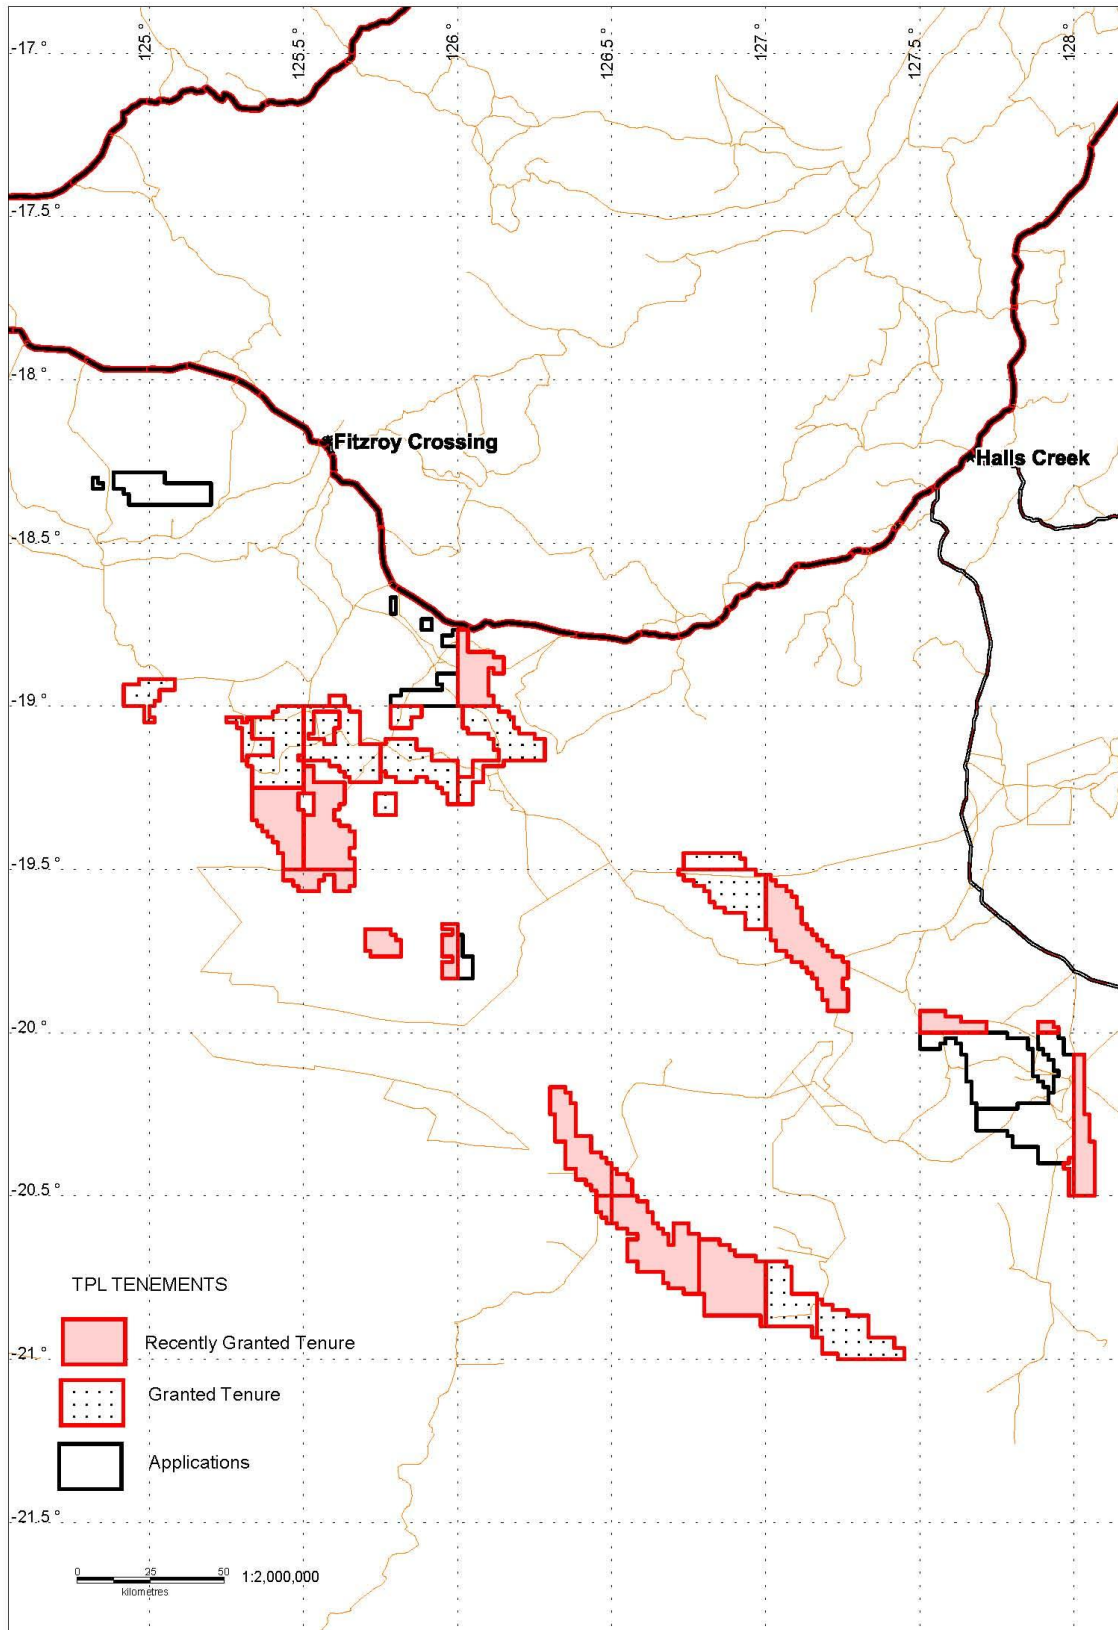 125.°
125.5°
126.°
126.5°
127.°
127.5°
128.°
-17.°
-17.5°
-18.°
*Fitzroy Crossing
*Halls Creek
-18.5°
-19.°
-19.5°
-20.°
-20.5°
TPL TENEMENTS
Recently Granted Tenure
-21.°
Granted Tenure
Applications
-21.5°
0 25 50
kilometres
1:2,000,000